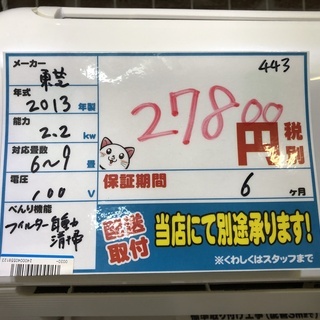 メーカー
東芝
443
年式
2013 年製
能力
2.2 kw
27800
円 税別
対応畳数
6〜9 畳
電圧
100 V
保証期間
6 ヶ月
べんり機能
フィルター自動
清掃
配送
取付
当店にて別途承ります!
※くわしくはスタッフまで